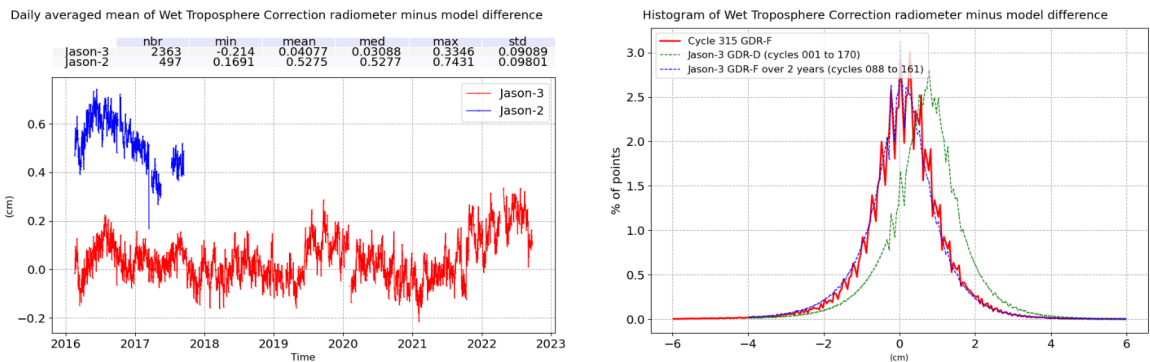 Daily averaged mean of Wet Troposphere Correction radiometer minus model difference
nbr min mean med max std
Jason-3 2363 -0.214 0.04077 0.03088 0.3346 0.09089
Jason-2 497 0.1691 0.5275 0.5277 0.7431 0.09801
Jason-3
Jason-2
0.6
0.4
0.2
0.0
−0.2
(cm)
2016 2017 2018 2019 2020 2021 2022 2023
Time
Histogram of Wet Troposphere Correction radiometer minus model difference
Cycle 315 GDR-F
Jason-3 GDR-D (cycles 001 to 170)
Jason-3 GDR-F over 2 years (cycles 088 to 161)
3.0
2.5
2.0
1.5
1.0
0.5
0.0
% of points
−6 −4 −2 0 2 4 6
(cm)